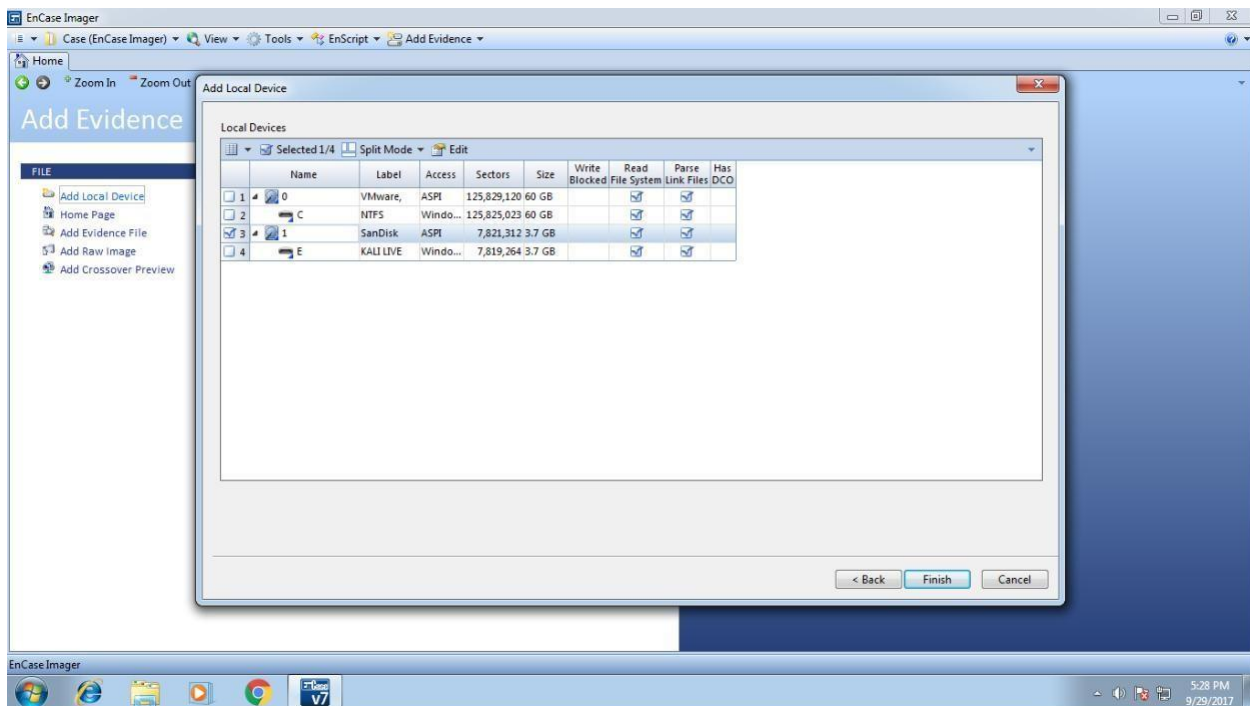 EnCase Imager
Case (EnCase Imager) View Tools EnScript Add Evidence
Home
Zoom In Zoom Out
Add Local Device
Add Evidence
Local Devices
Selected 1/4 Split Mode Edit
Name Label Access Sectors Size Write Blocked Read File System Parse Link Files Has DCO
1 0 VMware, ASPI 125,829,120 60 GB
2 C NTFS Windo... 125,825,023 60 GB
3 1 SanDisk ASPI 7,821,312 3.7 GB
4 E KALI LIVE Windo... 7,819,264 3.7 GB
FILE
Add Local Device
Home Page
Add Evidence File
Add Raw Image
Add Crossover Preview
< Back Finish Cancel
EnCase Imager
EnCase v7
5:28 PM
9/29/2017